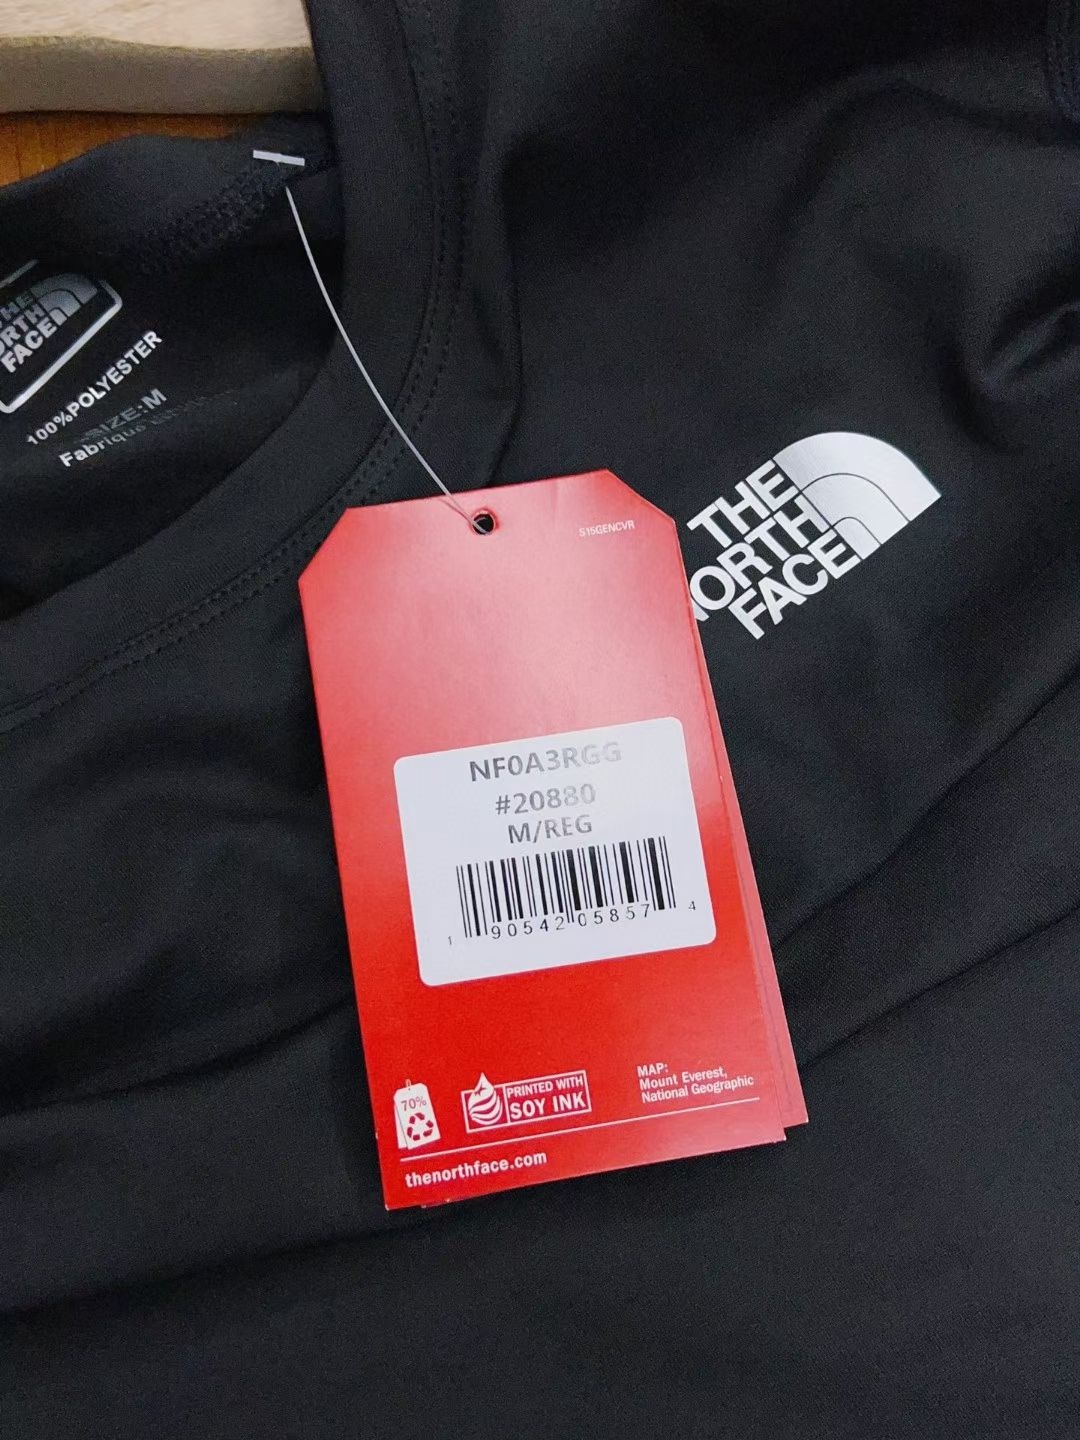 THE
NORTH
FACE
100%POLYESTER
SIZE:M
Fabriqué
S15GENCVR
THE
NORTH
FACE
NF0A3RGG
#20880
M/REG
1 90542 05857 4
70%
PRINTED WITH
SOY INK
MAP:
Mount Everest,
National Geographic
thenorthface.com